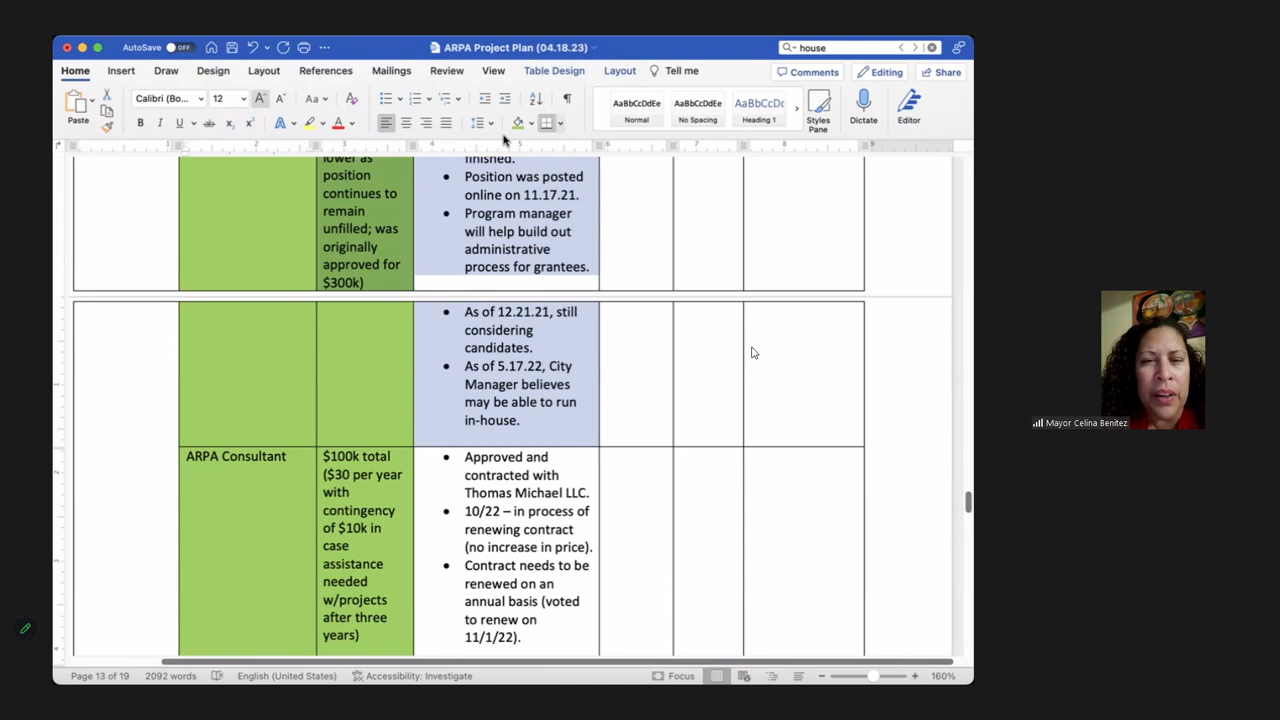 AutoSave OFF
ARPA Project Plan (04.18.23)
house
Home Insert Draw Design Layout References Mailings Review View Table Design Layout Tell me
Comments Editing Share
Paste
Calibri (Bo... 12
AaBbCcDdEe
Normal
AaBbCcDdEe
No Spacing
AaBbCcDc
Heading 1
Styles
Pane
Dictate
Editor
2 3 4 5 6 7 8 9
lower as
position
continues to
remain
unfilled; was
originally
approved for
$300k)
finished.
• Position was posted
online on 11.17.21.
• Program manager
will help build out
administrative
process for grantees.
• As of 12.21.21, still
considering
candidates.
• As of 5.17.22, City
Manager believes
may be able to run
in-house.
ARPA Consultant
$100k total
($30 per year
with
contingency
of $10k in
case
assistance
needed
w/projects
after three
years)
• Approved and
contracted with
Thomas Michael LLC.
• 10/22 – in process of
renewing contract
(no increase in price).
• Contract needs to be
renewed on an
annual basis (voted
to renew on
11/1/22).
Page 13 of 19 2092 words English (United States) Accessibility: Investigate Focus 160%
Mayor Celina Benitez